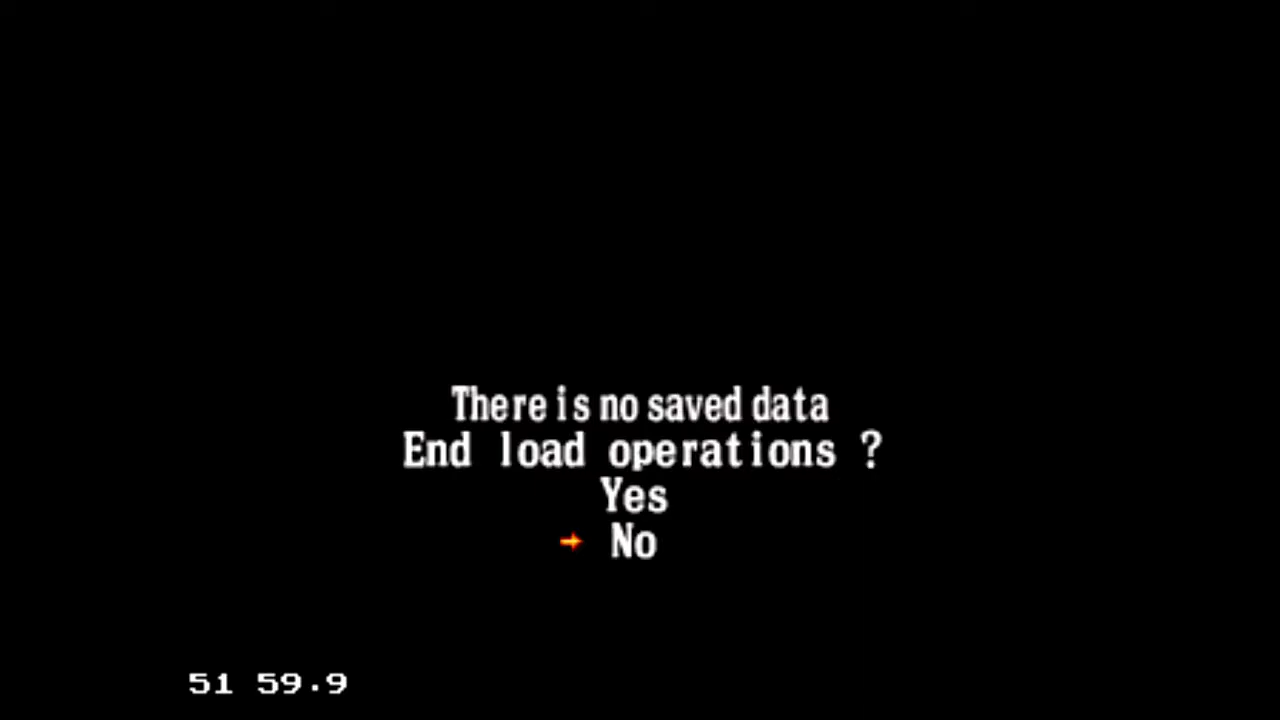 There is no saved data
End load operations ?
Yes
No
51 59.9